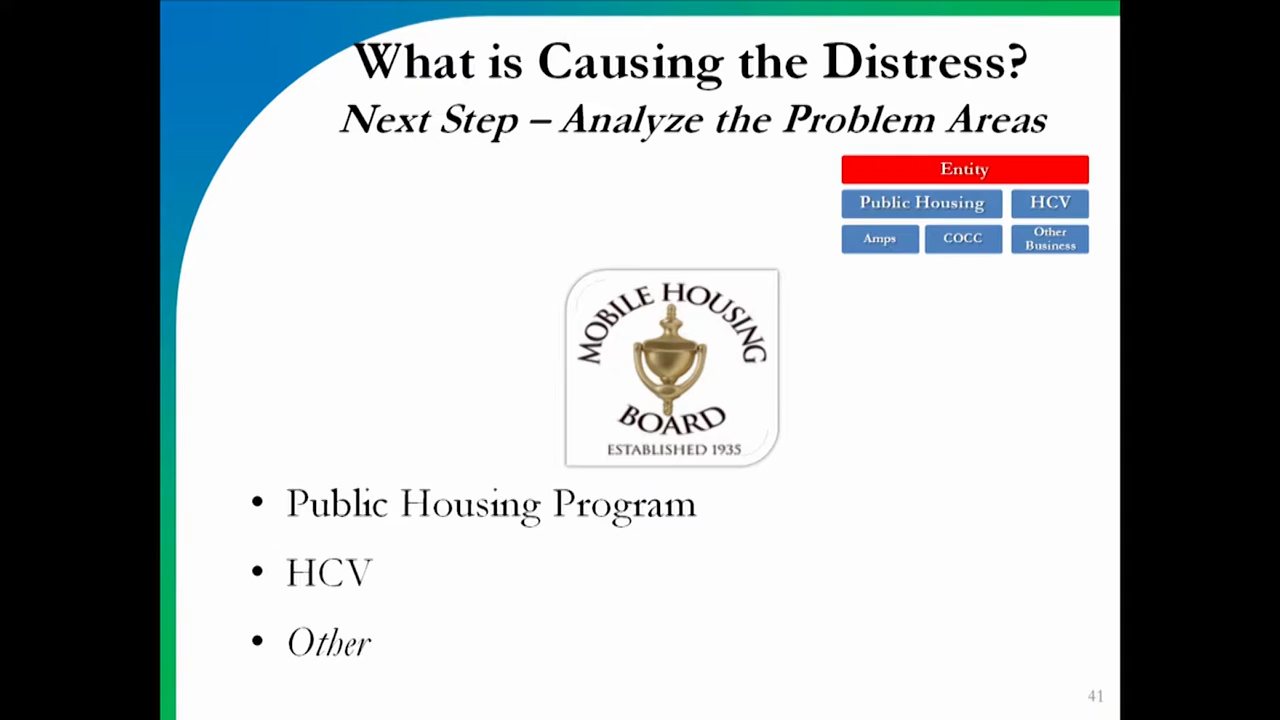 What is Causing the Distress?
Next Step – Analyze the Problem Areas
Entity
Public Housing HCV
Amps COCC Other
Business
MOBILE HOUSING
BOARD
ESTABLISHED 1935
• Public Housing Program
• HCV
• Other
41